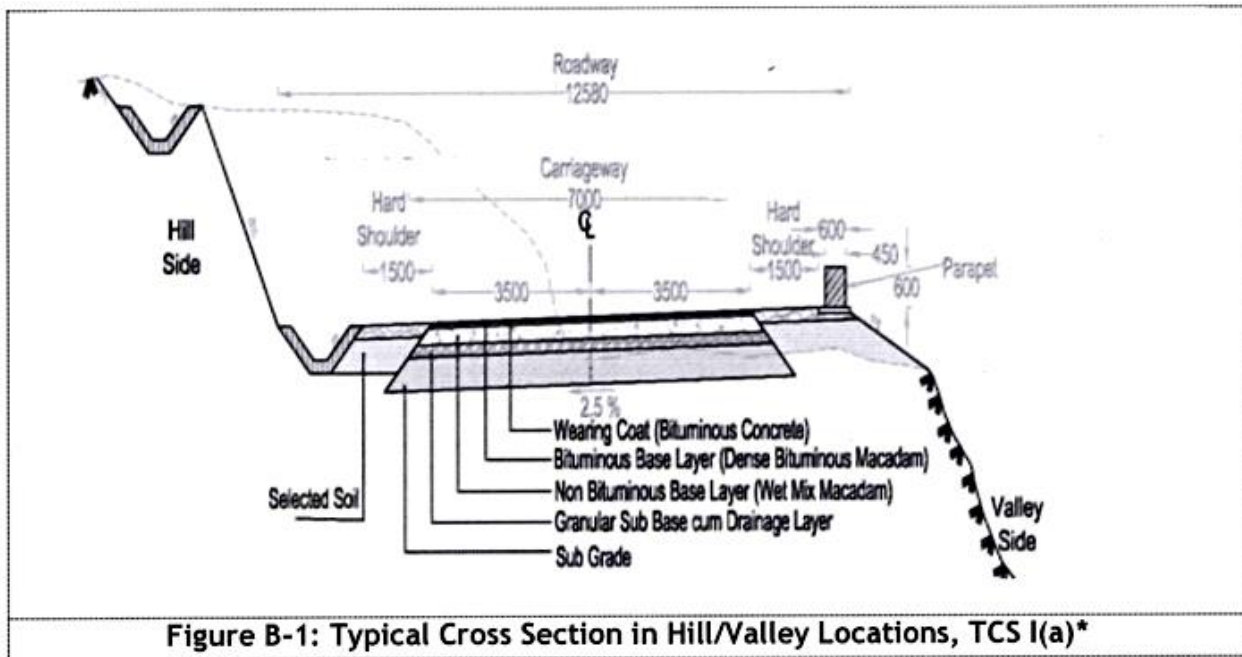 Roadway
12580
Carriageway
7000
Hard
Shoulder
1500
℄
Hard
Shoulder
1500
600
450
600
Parapet
3500
3500
Hill
Side
2.5 %
Wearing Coat (Bituminous Concrete)
Bituminous Base Layer (Dense Bituminous Macadam)
Non Bituminous Base Layer (Wet Mix Macadam)
Granular Sub Base cum Drainage Layer
Sub Grade
Selected Soil
Valley
Side
Figure B-1: Typical Cross Section in Hill/Valley Locations, TCS I(a)*